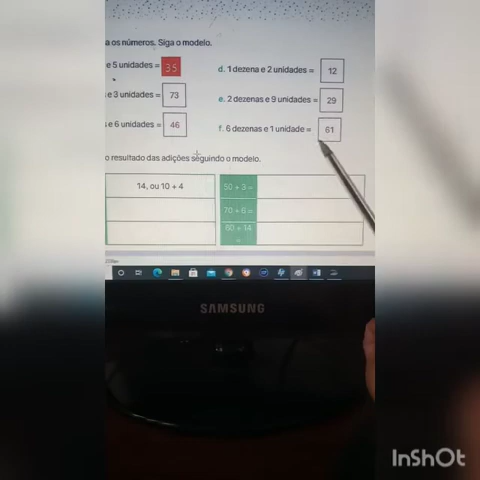 a os números. Siga o modelo.
e 5 unidades = 35
d. 1 dezena e 2 unidades = 12
e 3 unidades = 73
e. 2 dezenas e 9 unidades = 29
e 6 unidades = 46
f. 6 dezenas e 1 unidade = 61
o resultado das adições seguindo o modelo.
14, ou 10 + 4
50 + 3 =
70 + 6 =
60 + 14
=
SAMSUNG
InShOt